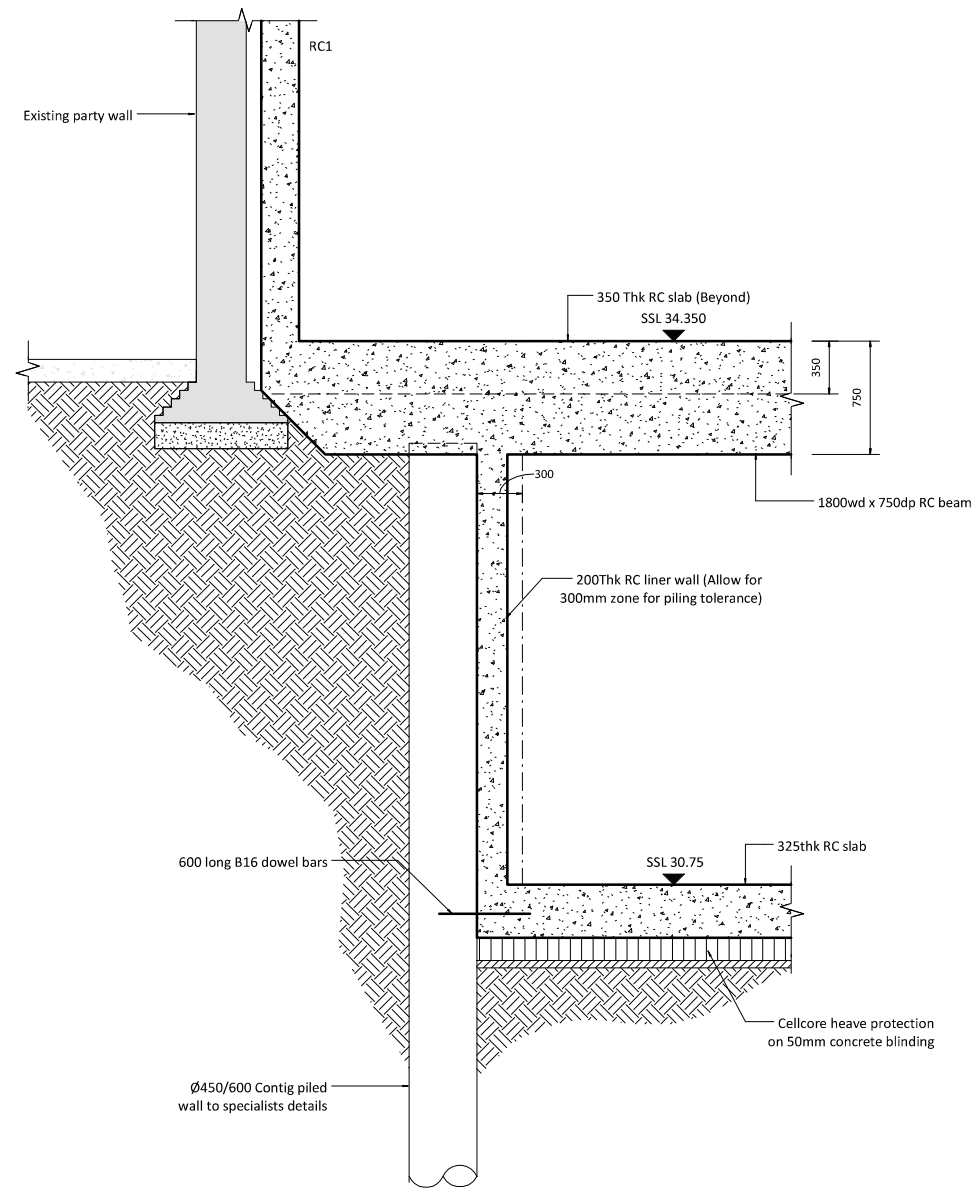 RC1
Existing party wall
350 Thk RC slab (Beyond)
SSL 34.350
350
750
300
1800wd x 750dp RC beam
200Thk RC liner wall (Allow for
300mm zone for piling tolerance)
600 long B16 dowel bars
SSL 30.75
325thk RC slab
Cellcore heave protection
on 50mm concrete blinding
Ø450/600 Contig piled
wall to specialists details